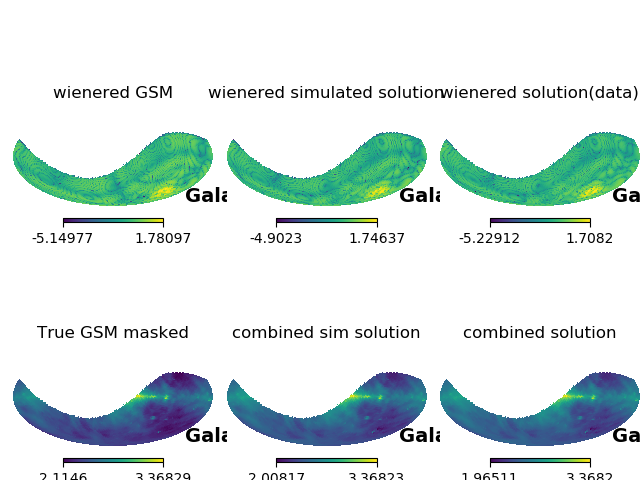 wienered GSM
wienered simulated solution
wienered solution(data)
Gala
Gala
Ga
-5.14977 1.78097
-4.9023 1.74637
-5.22912 1.7082
True GSM masked
combined sim solution
combined solution
Gala
Gala
Ga
2.1146 3.36829
2.00817 3.36823
1.96511 3.3682